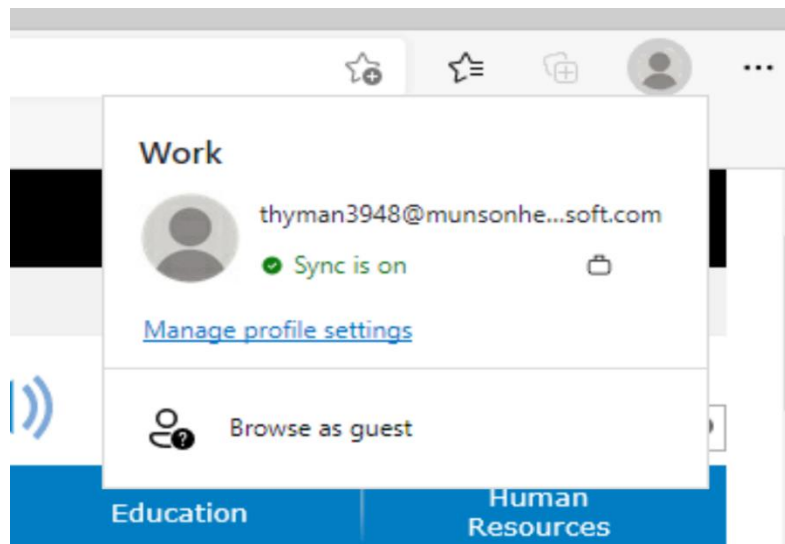 Work
thyman3948@munsonhe...soft.com
Sync is on
Manage profile settings
Browse as guest
Education
Human
Resources